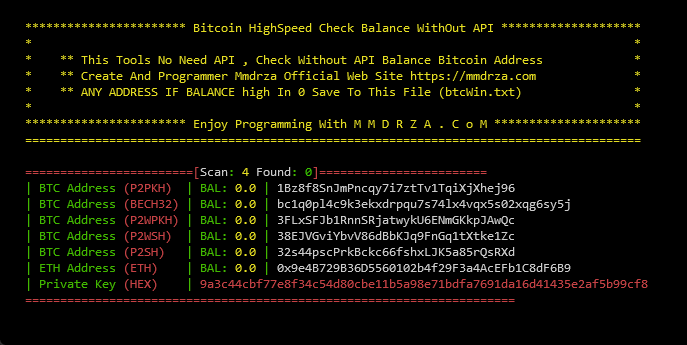 *********************** Bitcoin HighSpeed Check Balance WithOut API ********************
* *
* ** This Tools No Need API , Check Without API Balance Bitcoin Address *
* ** Create And Programmer Mmdrza Official Web Site https://mmdrza.com *
* ** ANY ADDRESS IF BALANCE high In 0 Save To This File (btcWin.txt) *
* *
*********************** Enjoy Programming With M M D R Z A . C o M *********************
========================================================================================
========================[Scan: 4 Found: 0]========================
| BTC Address (P2PKH) | BAL: 0.0 | 1Bz8f8SnJmPncqy7i7ztTv1TqiXjXhej96
| BTC Address (BECH32) | BAL: 0.0 | bc1q0pl4c9k3ekxdrpqu7s74lx4vqx5s02xqg6sy5j
| BTC Address (P2WPKH) | BAL: 0.0 | 3FLxSFJb1RnnSRjatwykU6ENmGKkpJAwQc
| BTC Address (P2WSH) | BAL: 0.0 | 38EJVGviYbvV86dBbKJq9FnGq1tXtke1Zc
| BTC Address (P2SH) | BAL: 0.0 | 32s44pscPrkBckc66fshxLJK5a85rQsRXd
| ETH Address (ETH) | BAL: 0.0 | 0x9e4B729B36D5560102b4f29F3a4AcEFb1C8dF6B9
| Private Key (HEX) | 9a3c44cbf77e8f34c54d80cbe11b5a98e71bdfa7691da16d41435e2af5b99cf8
======================================================================